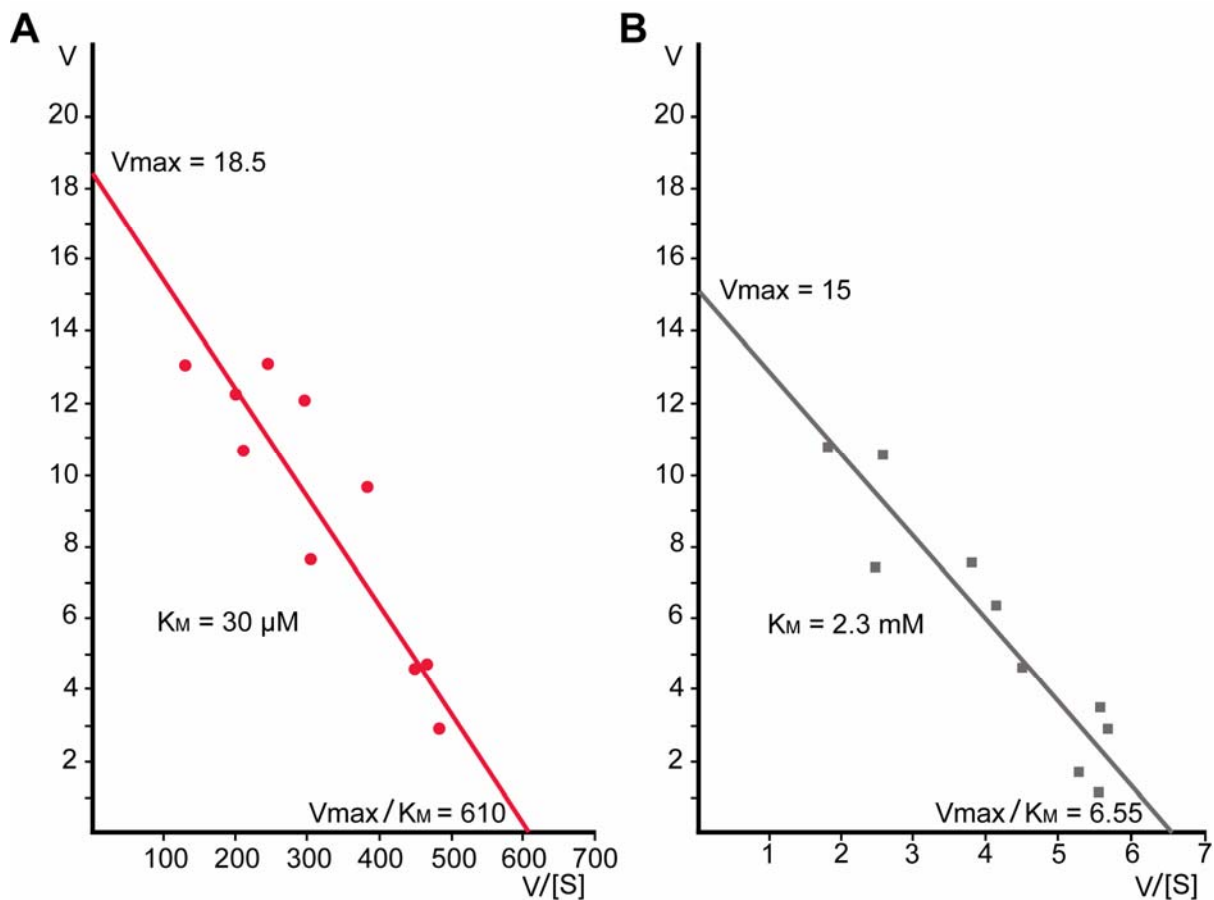 A
V
20
18
16
14
12
10
8
6
4
2
Vmax = 18.5
KM = 30 µM
Vmax/KM = 610
100 200 300 400 500 600 700
V/[S]
B
V
20
18
16
14
12
10
8
6
4
2
Vmax = 15
KM = 2.3 mM
Vmax/KM = 6.55
1 2 3 4 5 6 7
V/[S]